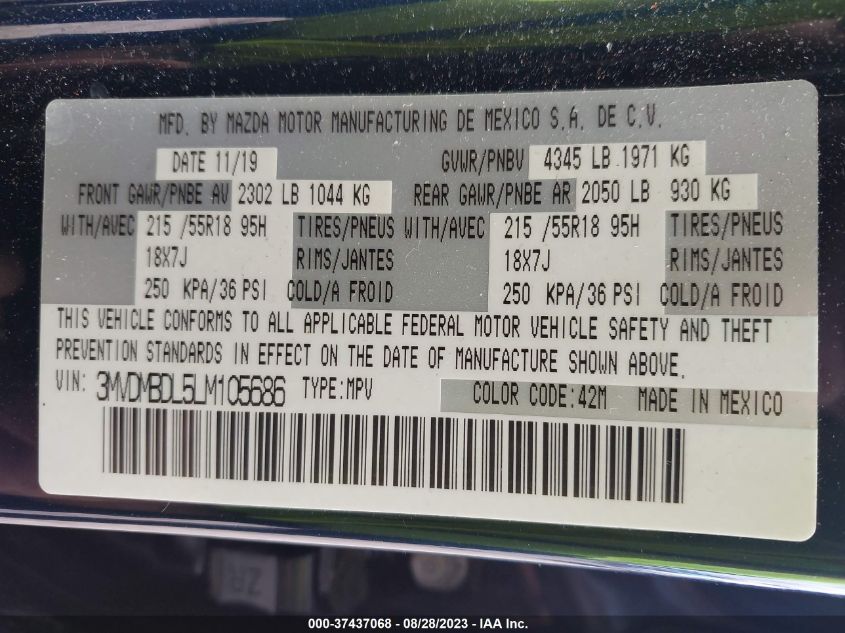 MFD. BY MAZDA MOTOR MANUFACTURING DE MEXICO S.A. DE C.V.
DATE 11/19 GVWR/PNBV 4345 LB 1971 KG
FRONT GAWR/PNBE AV 2302 LB 1044 KG REAR GAWR/PNBE AR 2050 LB 930 KG
WITH/AVEC 215 /55R18 95H TIRES/PNEUS WITH/AVEC 215 /55R18 95H TIRES/PNEUS
18X7J RIMS/JANTES 18X7J RIMS/JANTES
250 KPA/36 PSI COLD/A FROID 250 KPA/36 PSI COLD/A FROID
THIS VEHICLE CONFORMS TO ALL APPLICABLE FEDERAL MOTOR VEHICLE SAFETY AND THEFT
PREVENTION STANDARDS IN EFFECT ON THE DATE OF MANUFACTURE SHOWN ABOVE.
VIN: 3MVDMBDL5LM105686 TYPE:MPV COLOR CODE:42M MADE IN MEXICO
000-37437068 - 08/28/2023 - IAA Inc.